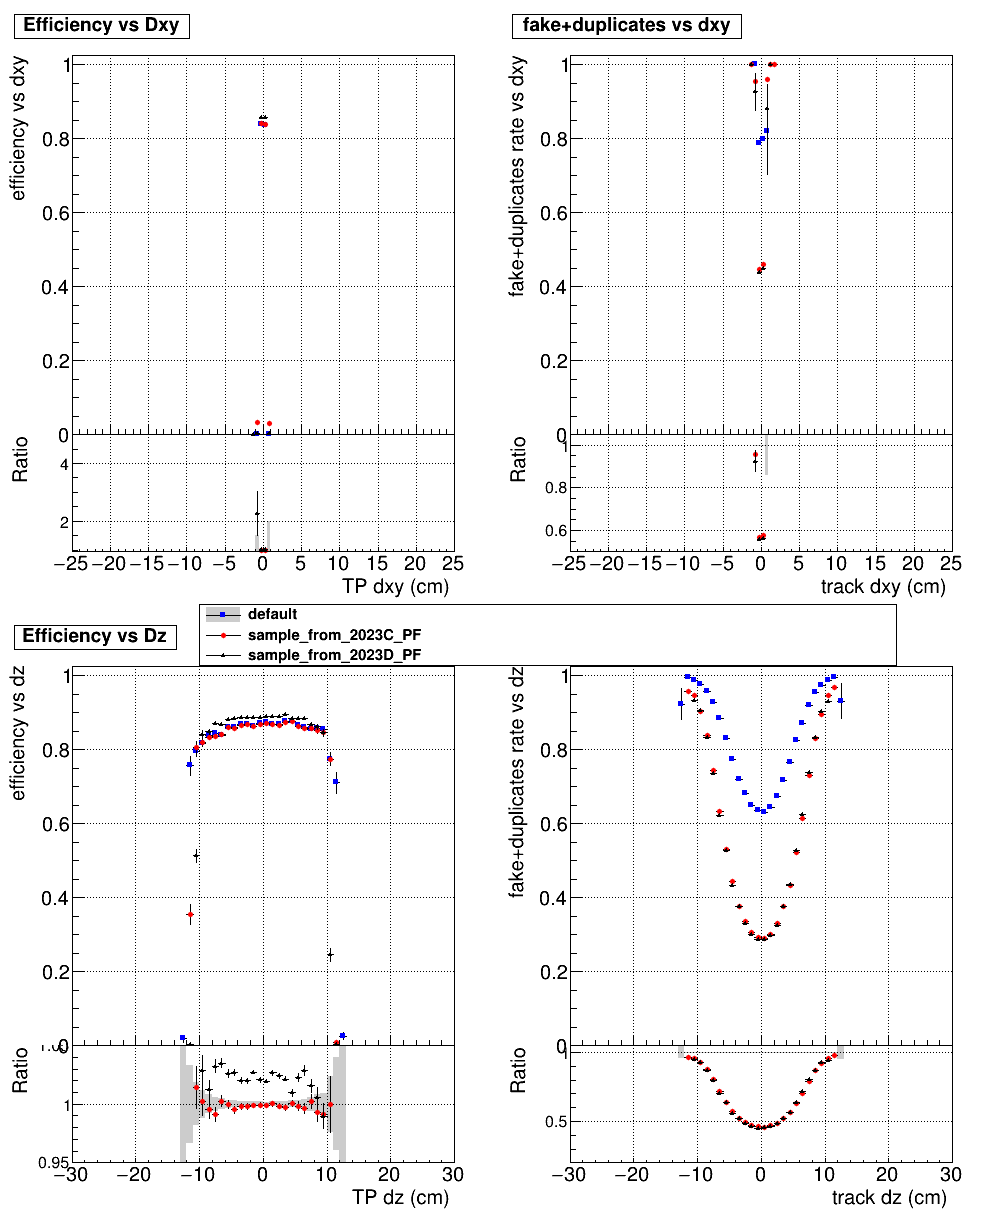 Efficiency vs Dxy
fake+duplicates vs dxy
efficiency vs dxy
1
0.8
0.6
0.4
0.2
0
Ratio
4
2
−25 −20 −15 −10 −5 0 5 10 15 20 25
TP dxy (cm)
fake+duplicates rate vs dxy
1
0.8
0.6
0.4
0.2
0
Ratio
1
0.8
0.6
−25 −20 −15 −10 −5 0 5 10 15 20 25
track dxy (cm)
default
sample_from_2023C_PF
sample_from_2023D_PF
Efficiency vs Dz
efficiency vs dz
1
0.8
0.6
0.4
0.2
0
Ratio
1
0.95
−30 −20 −10 0 10 20 30
TP dz (cm)
fake+duplicates rate vs dz
1
0.8
0.6
0.4
0.2
0
Ratio
1
0.5
−30 −20 −10 0 10 20 30
track dz (cm)